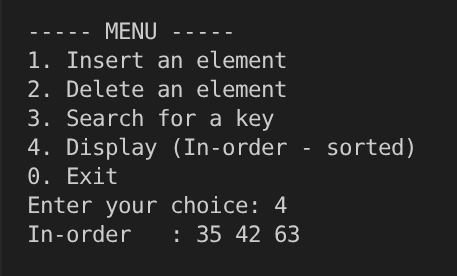 ----- MENU -----
1. Insert an element
2. Delete an element
3. Search for a key
4. Display (In-order - sorted)
0. Exit
Enter your choice: 4
In-order   : 35 42 63